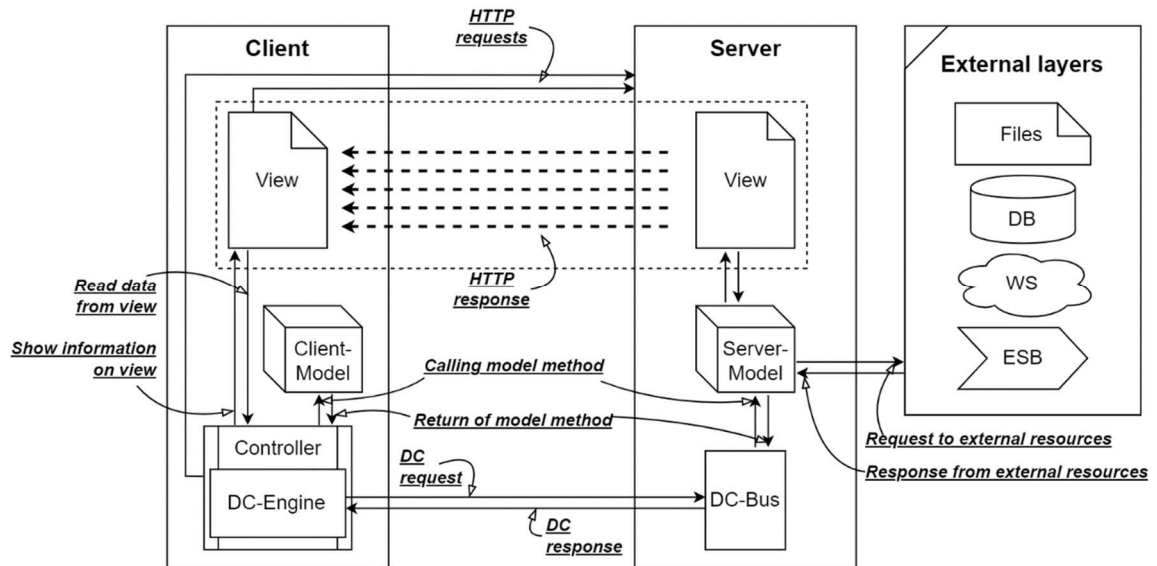 HTTP
requests
Client
Server
External layers
Files
View
View
DB
HTTP
response
Read data
from view
WS
Show information
on view
Client-
Model
Server-
Model
ESB
Calling model method
Return of model method
Request to external resources
Response from external resources
Controller
DC
request
DC-Engine
DC-Bus
DC
response